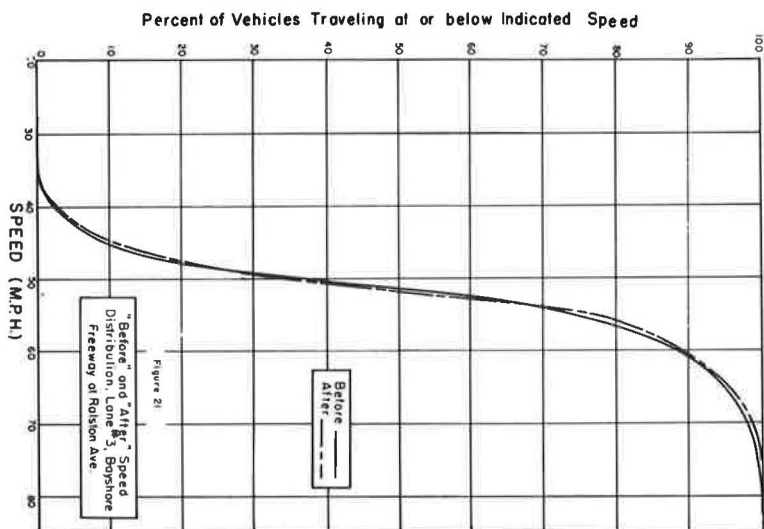 Percent of Vehicles Traveling at or below Indicated Speed
0 10 20 30 40 50 60 70 80 90 100
20 30 40 50 60 70 80
SPEED (M.P.H.)
Before
After
Figure 21
"Before" and "After" Speed
Distribution, Lane #3, Bayshore
Freeway at Ralston Ave.